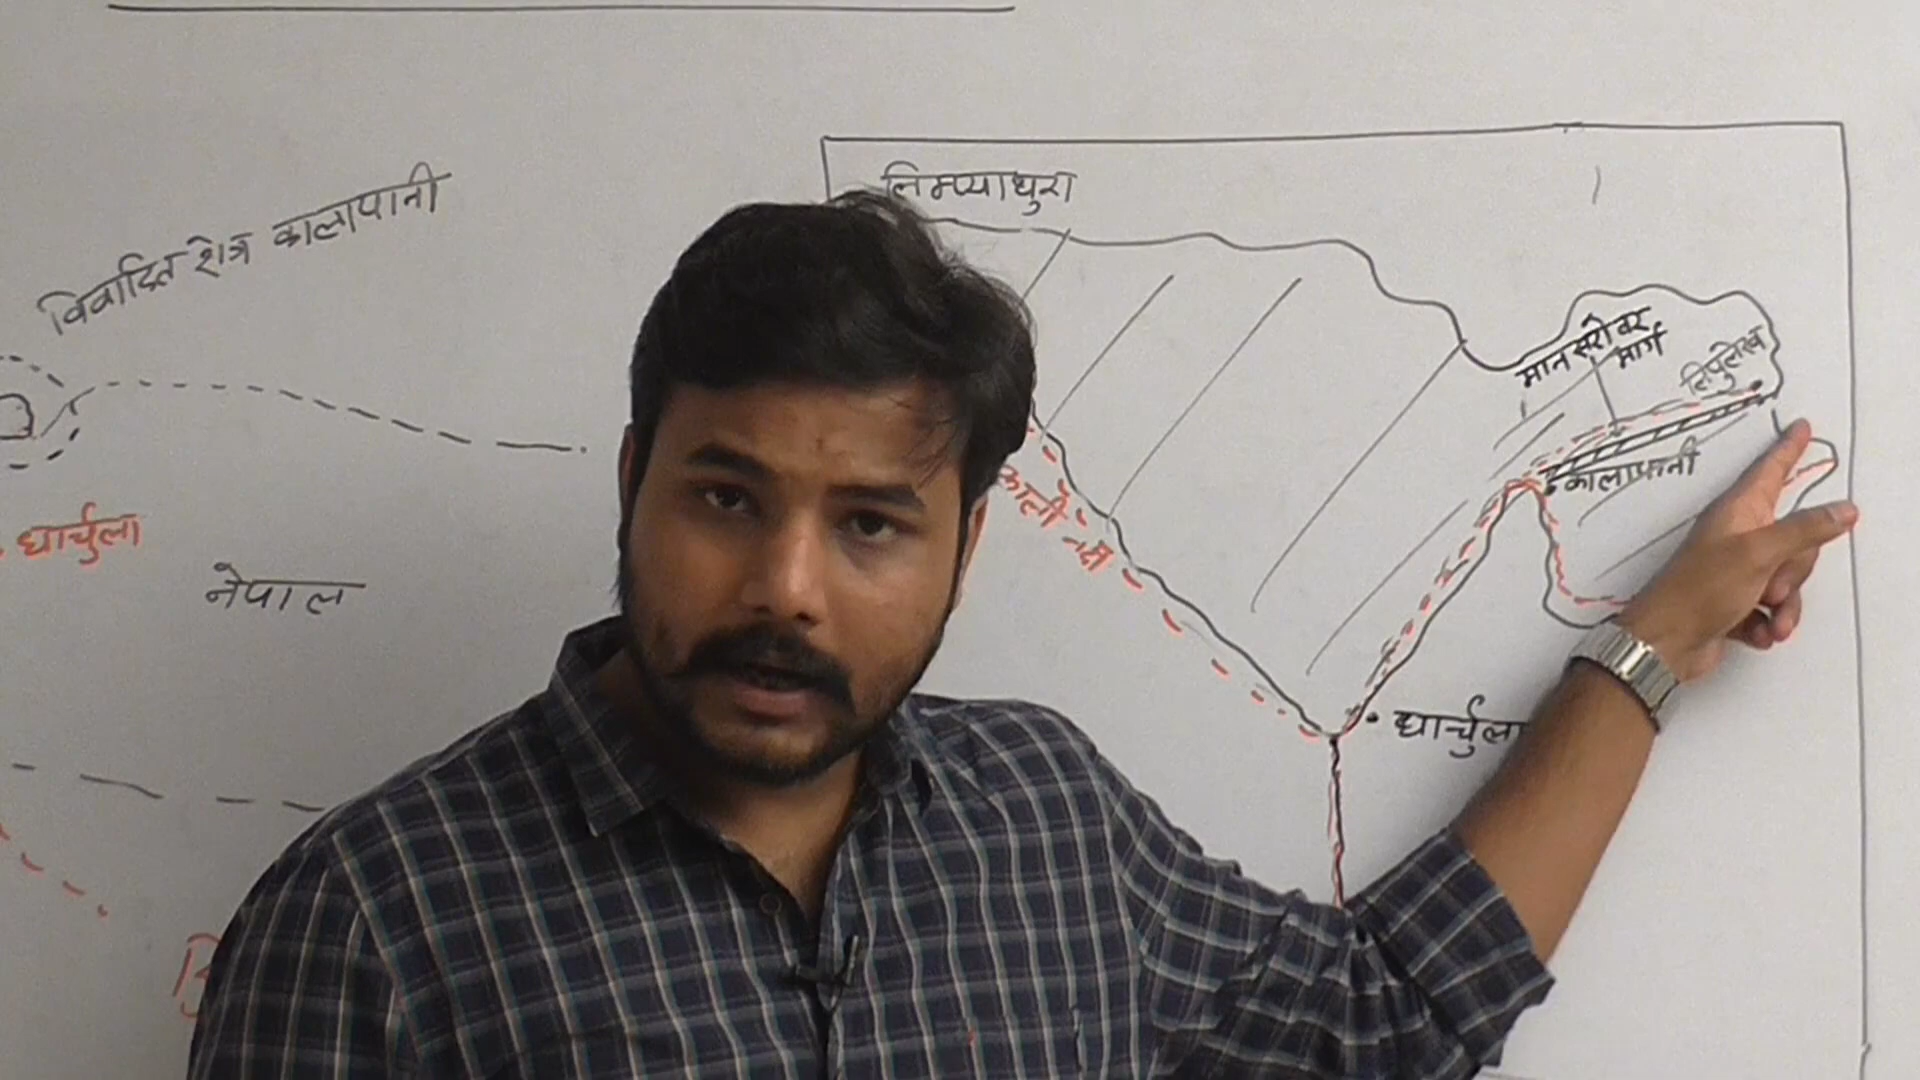 विवादित क्षेत्र कालापानी
धार्चुला
नेपाल
लिम्प्याधुरा
मानसरोवर
मार्ग
लिपुलेख
कालापानी
काली नदी
धार्चुला